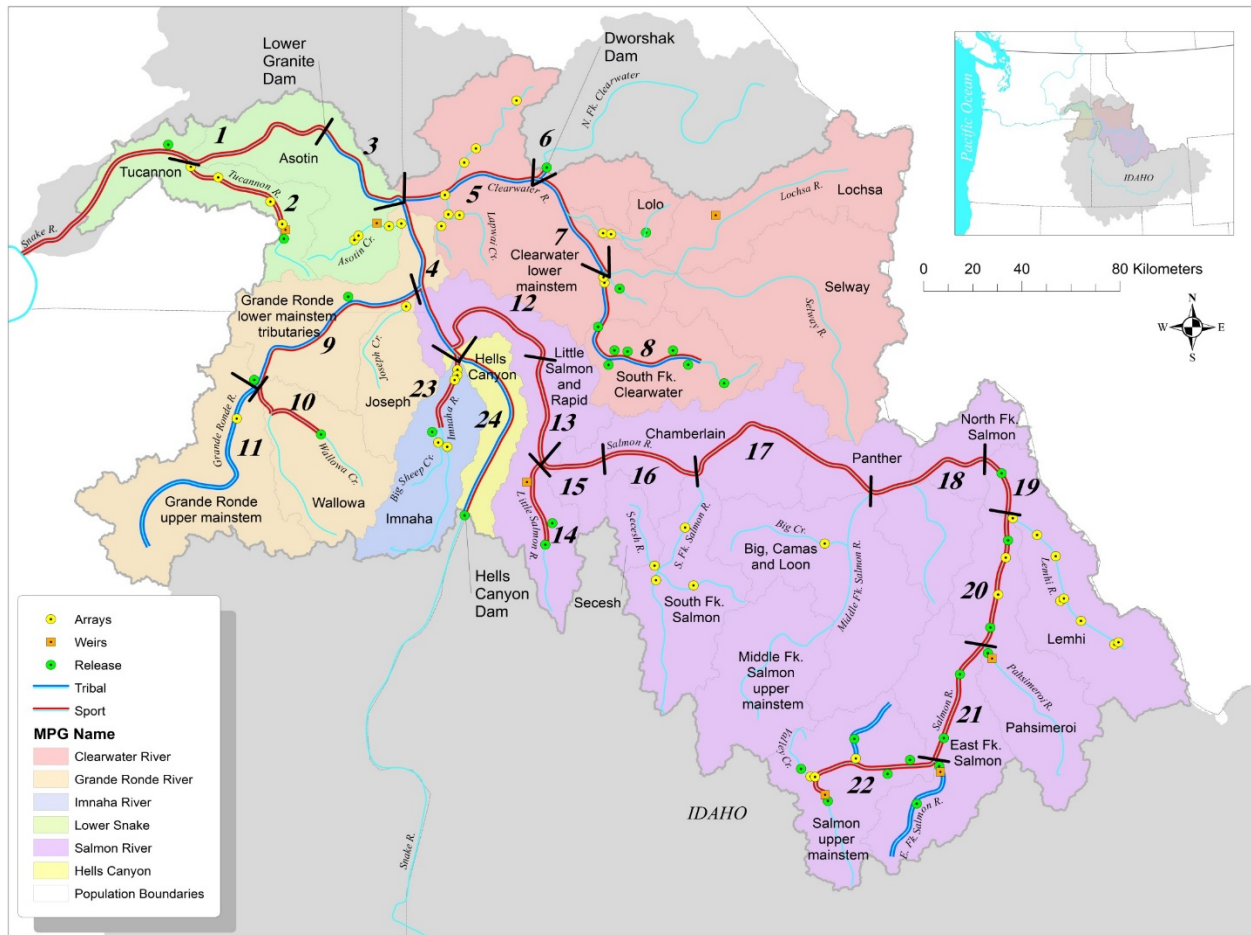 Lower
Granite
Dam
Dworshak
Dam
N. Fk. Clearwater
Pacific Ocean
IDAHO
1
Tucannon
Tucannon R.
2
Asotin
3
Asotin Cr.
Snake R.
5
6
Clearwater R.
Lapwai Cr.
Lolo
7
Clearwater
lower
mainstem
Lochsa R.
Lochsa
Selway
Selway R.
8
South Fk.
Clearwater
0 20 40 80 Kilometers
N
W E
S
4
Grande Ronde
lower mainstem
tributaries
9
Joseph Cr.
Joseph
10
Grande Ronde R.
11
Wallowa Cr.
Wallowa
Grande Ronde
upper mainstem
12
Hells
Canyon
Little
Salmon
and
Rapid
23
Imnaha R.
24
Big Sheep Cr.
Imnaha
13
Hells
Canyon
Dam
14
Little Salmon R.
15
Salmon R.
16
Chamberlain
17
Panther
18
North Fk.
Salmon
19
Secesh R.
S. Fk. Salmon R.
Secesh
South Fk.
Salmon
Big Cr.
Big, Camas
and Loon
Middle Fk. Salmon R.
Middle Fk.
Salmon
upper
mainstem
20
Lemhi R.
Lemhi
Pahsimeroi R.
Pahsimeroi
Salmon R.
21
East Fk.
Salmon
Valley Cr.
22
E. Fk. Salmon R.
Salmon
upper
mainstem
IDAHO
Snake R.
Arrays
Weirs
Release
Tribal
Sport
MPG Name
Clearwater River
Grande Ronde River
Imnaha River
Lower Snake
Salmon River
Hells Canyon
Population Boundaries